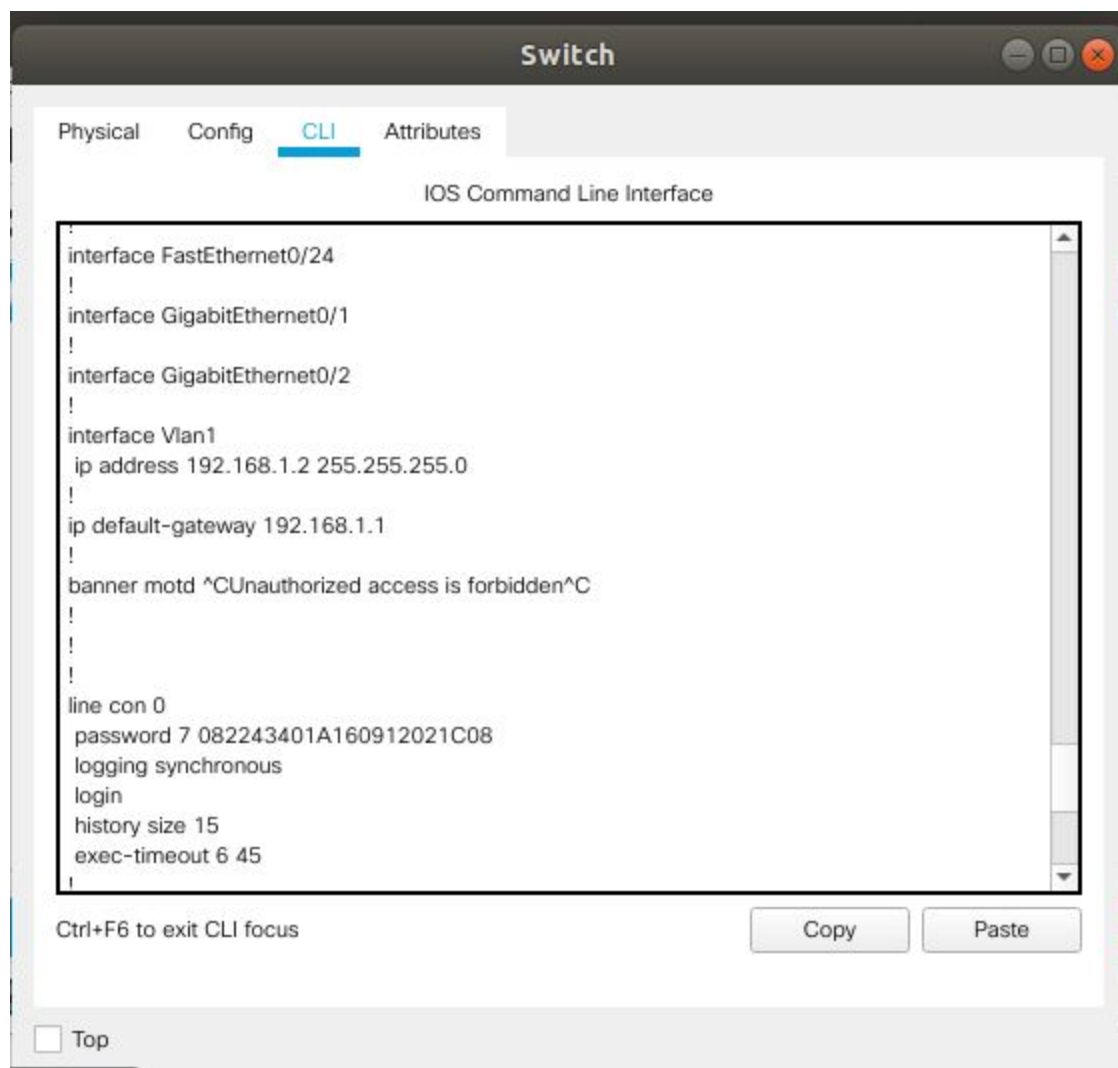 Switch
Physical Config CLI Attributes
IOS Command Line Interface
!
interface FastEthernet0/24
!
interface GigabitEthernet0/1
!
interface GigabitEthernet0/2
!
interface Vlan1
ip address 192.168.1.2 255.255.255.0
!
ip default-gateway 192.168.1.1
!
banner motd ^CUnauthorized access is forbidden^C
!
!
!
line con 0
password 7 082243401A160912021C08
logging synchronous
login
history size 15
exec-timeout 6 45
!
Ctrl+F6 to exit CLI focus
Copy Paste
Top